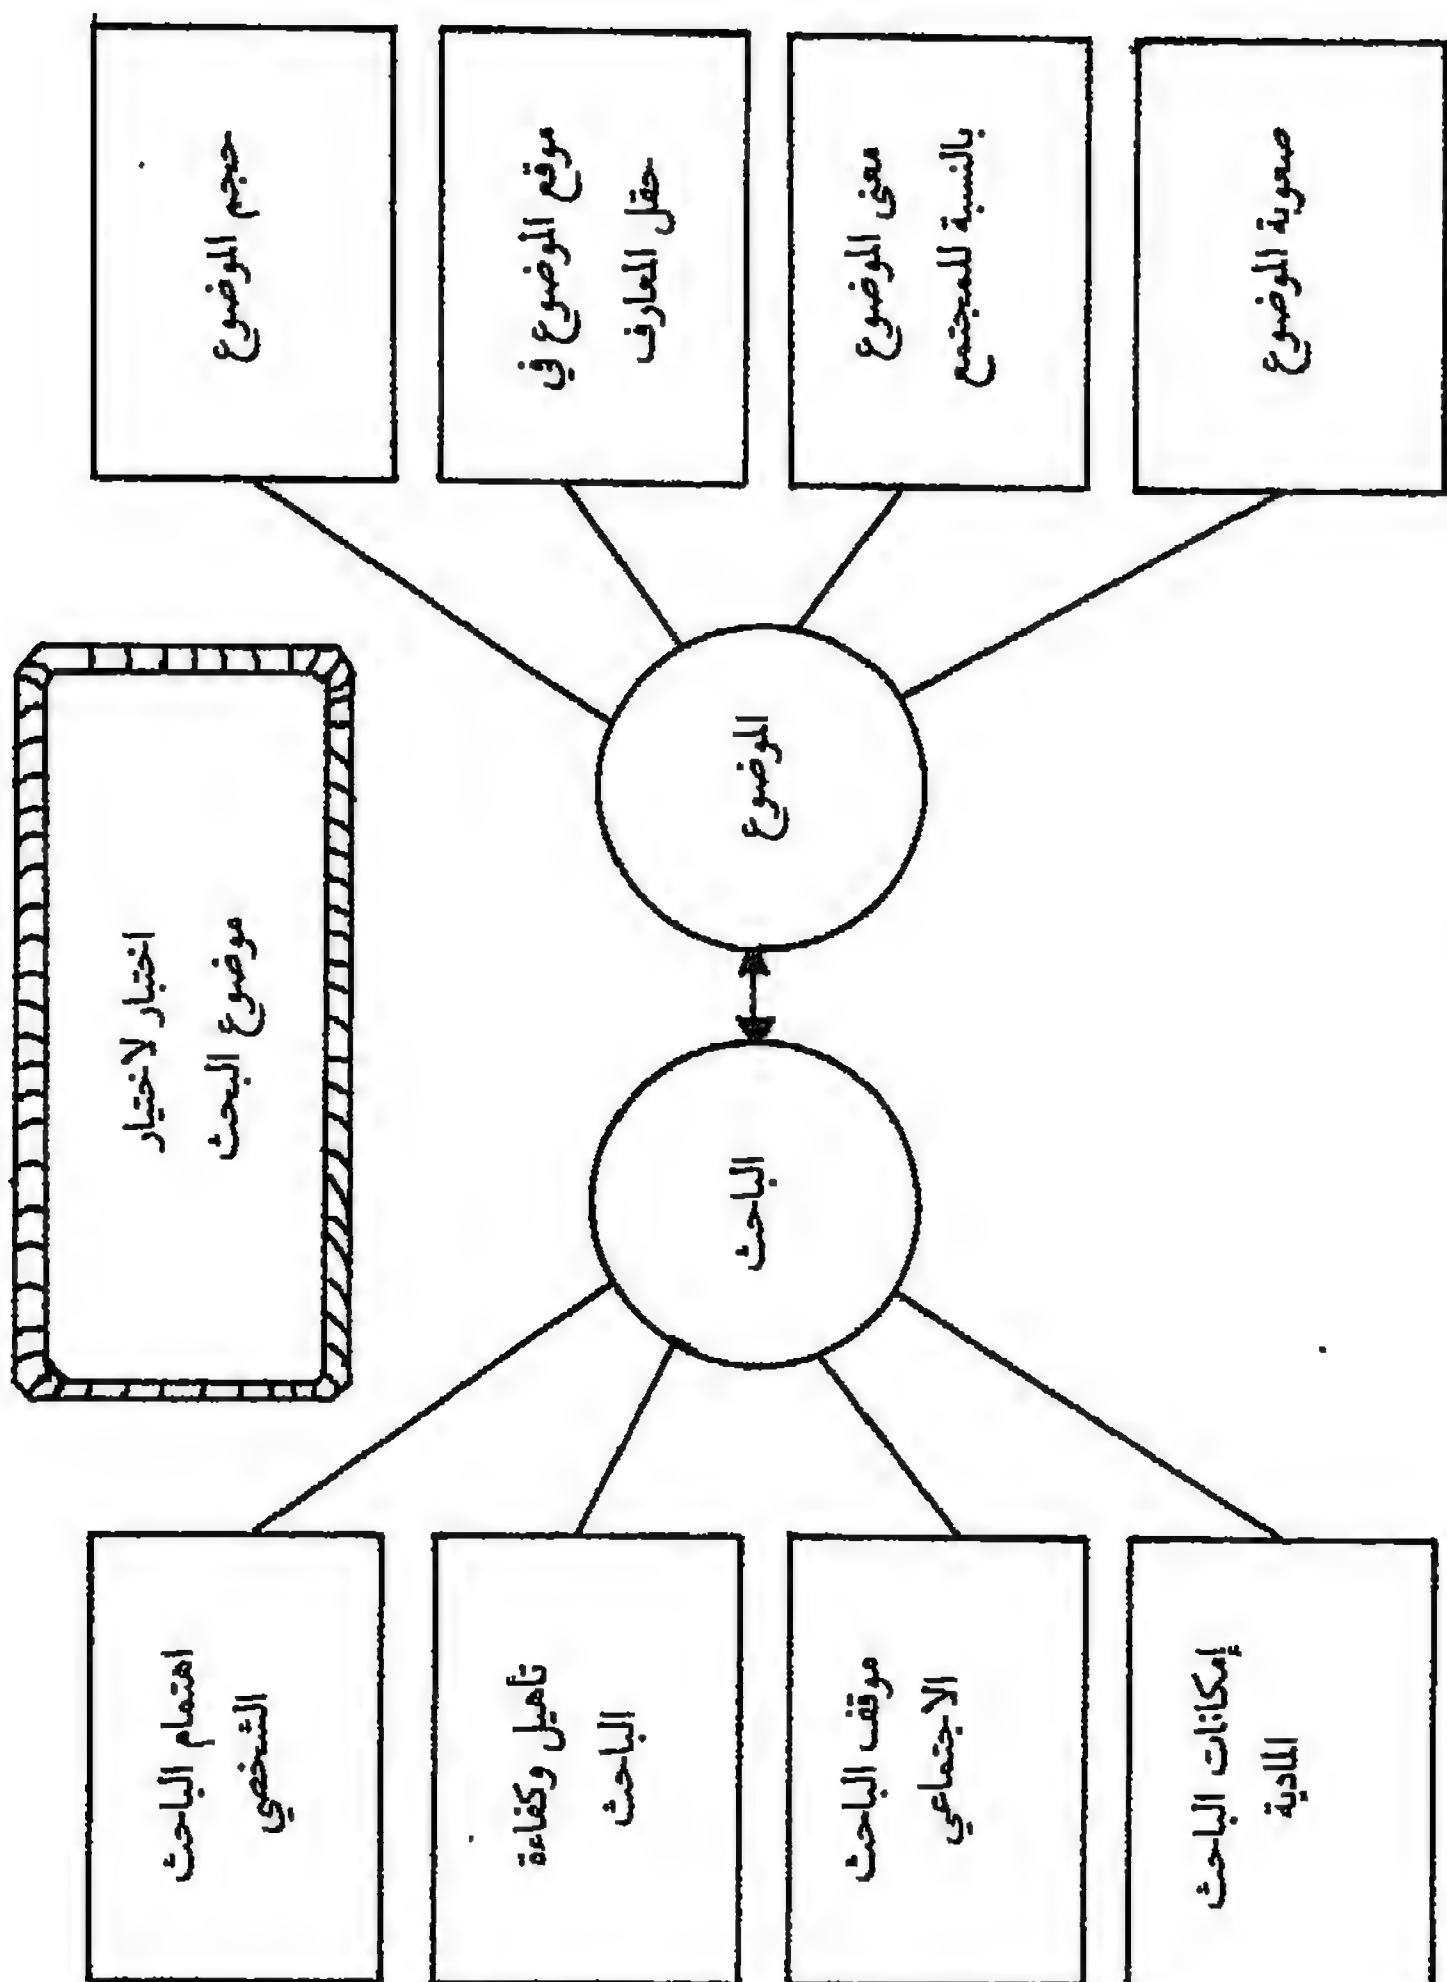 اختبار لاختيار
موضوع البحث
حجم الموضوع
موقع الموضوع في
حقل المعارف
معنى الموضوع
بالنسبة للمجتمع
صعوبة الموضوع
الموضوع
الباحث
اهتمام الباحث
الشخصي
تأهيل وكفاءة
الباحث
موقف الباحث
الاجتماعي
إمكانات الباحث
المادية